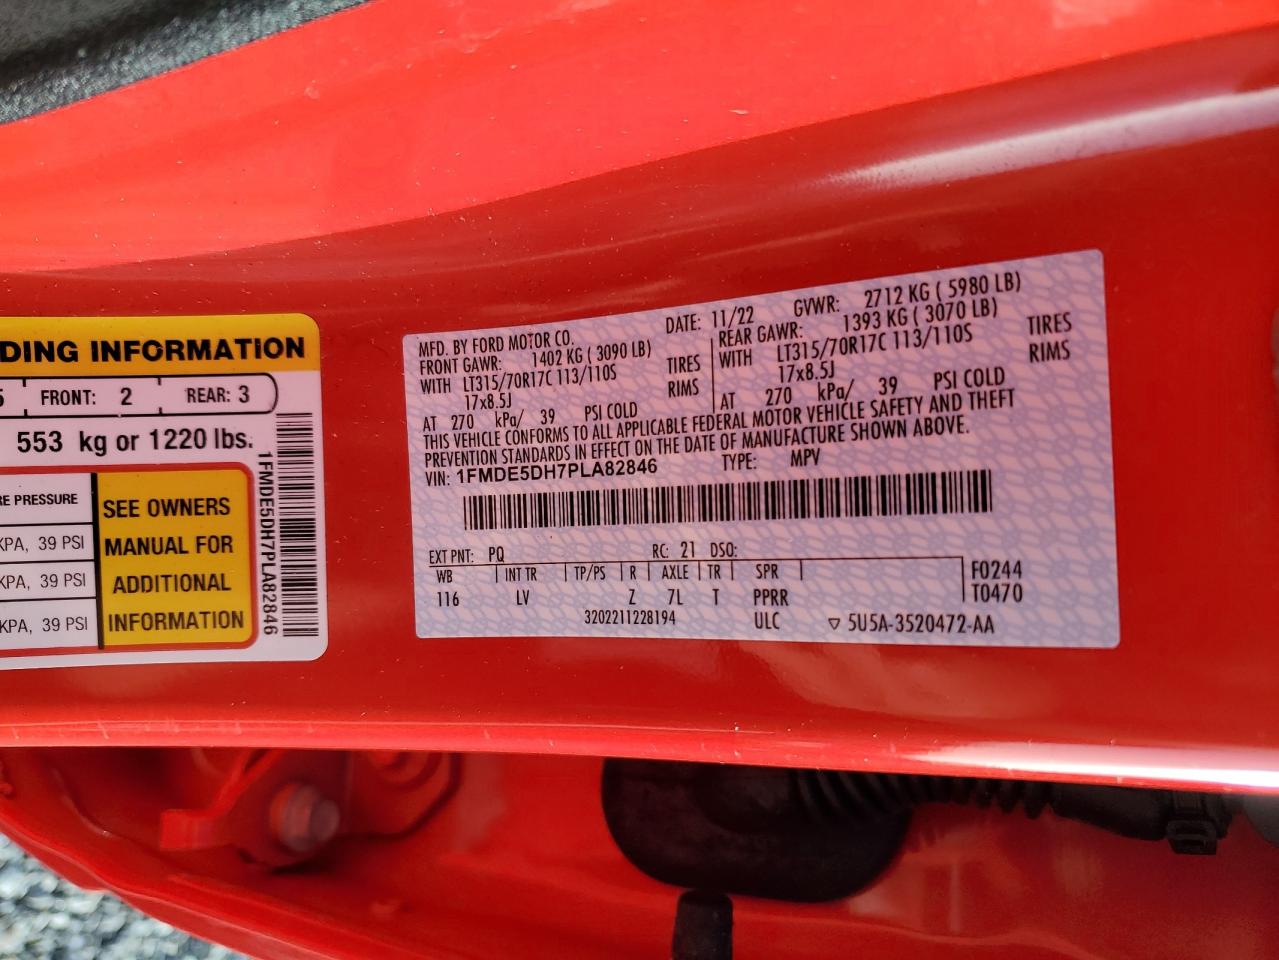 DING INFORMATION
5 FRONT: 2 REAR: 3
553 kg or 1220 lbs.
RE PRESSURE
KPA, 39 PSI
KPA, 39 PSI
KPA, 39 PSI
SEE OWNERS
MANUAL FOR
ADDITIONAL
INFORMATION
1FMDE5DH7PLA82846
MFD. BY FORD MOTOR CO. DATE: 11/22 GVWR: 2712 KG ( 5980 LB)
FRONT GAWR: 1402 KG ( 3090 LB) REAR GAWR: 1393 KG ( 3070 LB)
WITH LT315/70R17C 113/110S TIRES WITH LT315/70R17C 113/110S TIRES
17x8.5J RIMS 17x8.5J RIMS
AT 270 kPa/ 39 PSI COLD AT 270 kPa/ 39 PSI COLD
THIS VEHICLE CONFORMS TO ALL APPLICABLE FEDERAL MOTOR VEHICLE SAFETY AND THEFT
PREVENTION STANDARDS IN EFFECT ON THE DATE OF MANUFACTURE SHOWN ABOVE.
VIN: 1FMDE5DH7PLA82846 TYPE: MPV
EXT PNT: PQ RC: 21 DSO:
WB INT TR TP/PS R AXLE TR SPR F0244
116 LV Z 7L T PPRR T0470
3202211228194 ULC ▽ 5U5A-3520472-AA